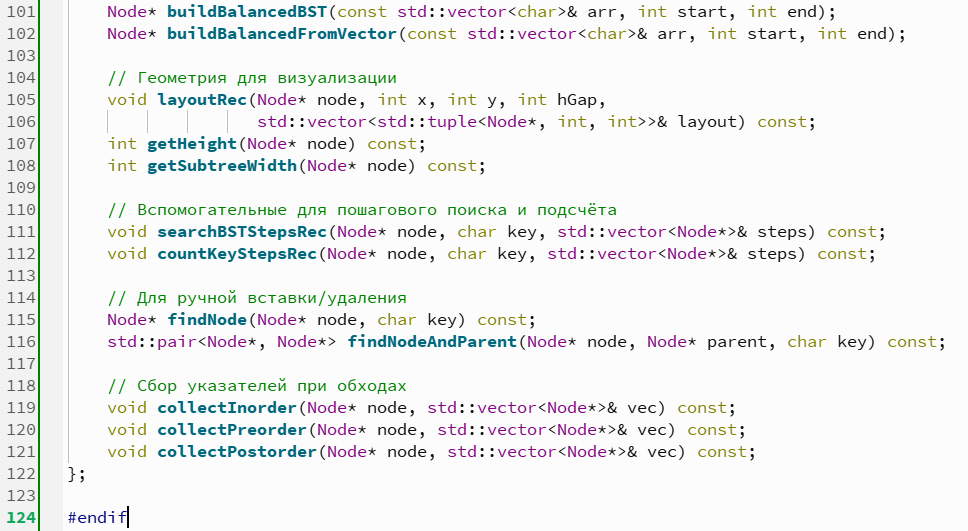 101 Node* buildBalancedBST(const std::vector<char>& arr, int start, int end);
102 Node* buildBalancedFromVector(const std::vector<char>& arr, int start, int end);
103
104 // Геометрия для визуализации
105 void layoutRec(Node* node, int x, int y, int hGap,
106 std::vector<std::tuple<Node*, int, int>>& layout) const;
107 int getHeight(Node* node) const;
108 int getSubtreeWidth(Node* node) const;
109
110 // Вспомогательные для пошагового поиска и подсчёта
111 void searchBSTStepsRec(Node* node, char key, std::vector<Node*>& steps) const;
112 void countKeyStepsRec(Node* node, char key, std::vector<Node*>& steps) const;
113
114 // Для ручной вставки/удаления
115 Node* findNode(Node* node, char key) const;
116 std::pair<Node*, Node*> findNodeAndParent(Node* node, Node* parent, char key) const;
117
118 // Сбор указателей при обходах
119 void collectInorder(Node* node, std::vector<Node*>& vec) const;
120 void collectPreorder(Node* node, std::vector<Node*>& vec) const;
121 void collectPostorder(Node* node, std::vector<Node*>& vec) const;
122 };
123
124 #endif